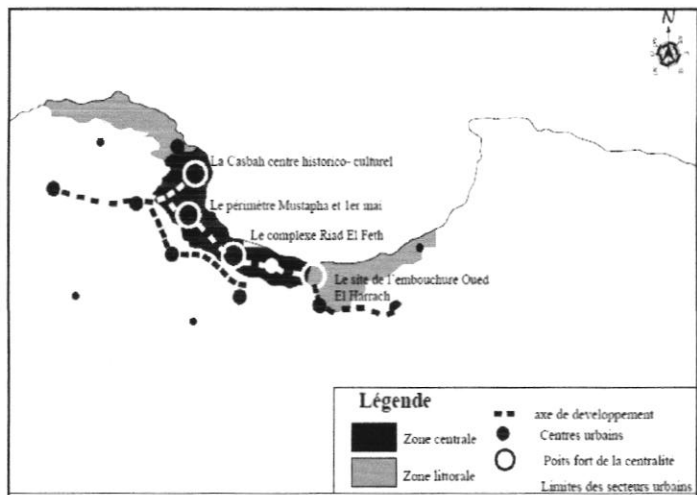 N
La Casbah centre historico- culturel
Le périmètre Mustapha et 1er mai
Le complexe Riad El Feth
Le site de l'embouchure Oued
El Harrach
Légende
Zone centrale
Zone littorale
axe de developpement
Centres urbains
Poits fort de la centralite
Limites des secteurs urbains